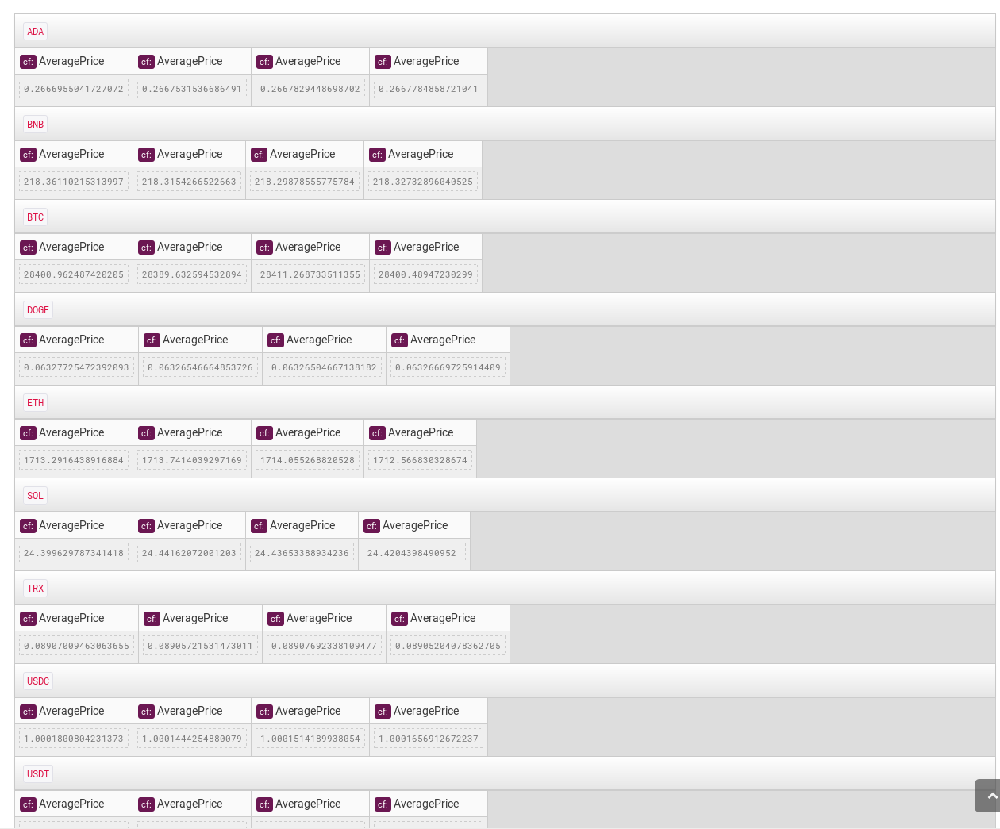 ADA
cf: AveragePrice cf: AveragePrice cf: AveragePrice cf: AveragePrice
0.2666955041727072 0.2667531536686491 0.2667829448698702 0.2667784858721041
BNB
cf: AveragePrice cf: AveragePrice cf: AveragePrice cf: AveragePrice
218.36110215313997 218.3154266522663 218.29878555775784 218.32732896040525
BTC
cf: AveragePrice cf: AveragePrice cf: AveragePrice cf: AveragePrice
28400.962487420205 28389.632594532894 28411.268733511355 28400.48947230299
DOGE
cf: AveragePrice cf: AveragePrice cf: AveragePrice cf: AveragePrice
0.06327725472392093 0.06326546664853726 0.06326504667138182 0.06326669725914409
ETH
cf: AveragePrice cf: AveragePrice cf: AveragePrice cf: AveragePrice
1713.2916438916884 1713.7414039297169 1714.055268820528 1712.566830328674
SOL
cf: AveragePrice cf: AveragePrice cf: AveragePrice cf: AveragePrice
24.399629787341418 24.44162072001203 24.43653388934236 24.4204398490952
TRX
cf: AveragePrice cf: AveragePrice cf: AveragePrice cf: AveragePrice
0.08907009463063655 0.08905721531473011 0.08907692338109477 0.08905204078362705
USDC
cf: AveragePrice cf: AveragePrice cf: AveragePrice cf: AveragePrice
1.0001800804231373 1.0001444254880079 1.0001514189938054 1.0001656912672237
USDT
cf: AveragePrice cf: AveragePrice cf: AveragePrice cf: AveragePrice